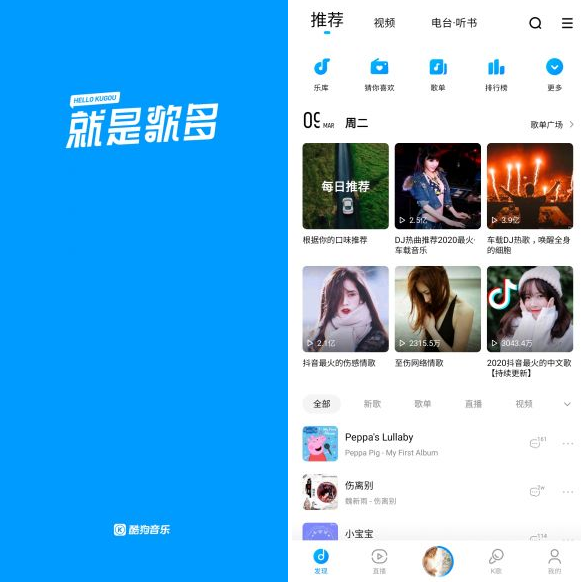 HELLO KUGOU
就是歌多
酷狗音乐
推荐
视频
电台·听书
乐库
猜你喜欢
歌单
排行榜
更多
09 MAR 周二
歌单广场
每日推荐
2.5亿
3.9亿
根据你的口味推荐
DJ热曲推荐2020最火·
车载音乐
车载DJ热歌，唤醒全身
的细胞
2.1亿
2315.5万
3043.4万
抖音最火的伤感情歌
至伤网络情歌
2020抖音最火的中文歌
【持续更新】
全部
新歌
歌单
直播
视频
Peppa's Lullaby
161
Peppa Pig - My First Album
伤离别
2w
魏新雨 - 伤离别
小宝宝
114
发现
直播
K歌
我的